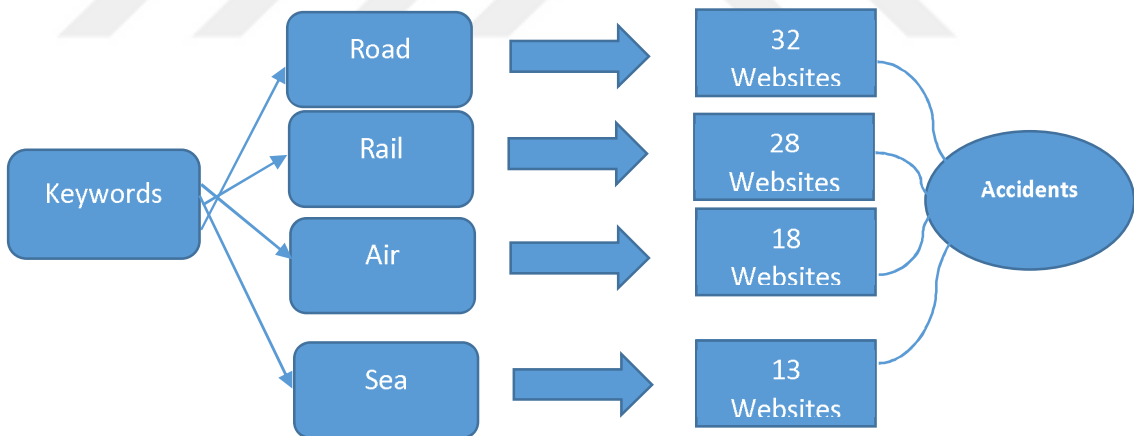 Keywords
Road
32
Websites
Rail
28
Websites
Air
18
Websites
Sea
13
Websites
Accidents